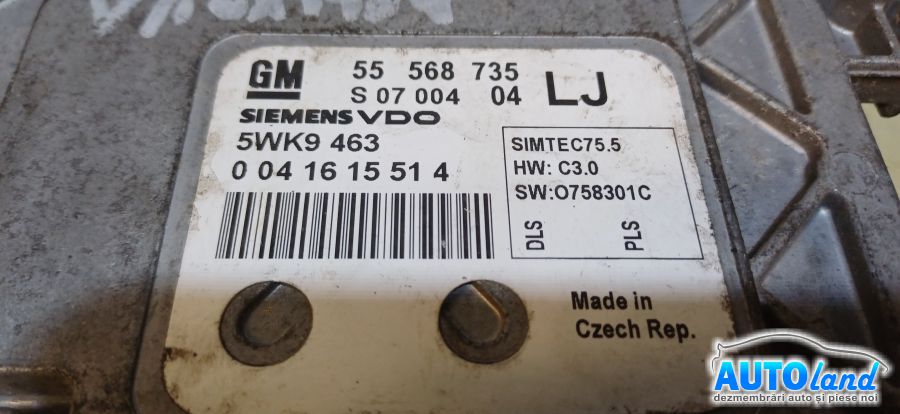 GM 55 568 735 LJ
S 07 004 04
SIEMENS VDO
5WK9 463
0 04 16 15 51 4
SIMTEC75.5
HW: C3.0
SW:O758301C
DLS PLS
Made in
Czech Rep.
AUTOland
dezmembrări auto și piese noi